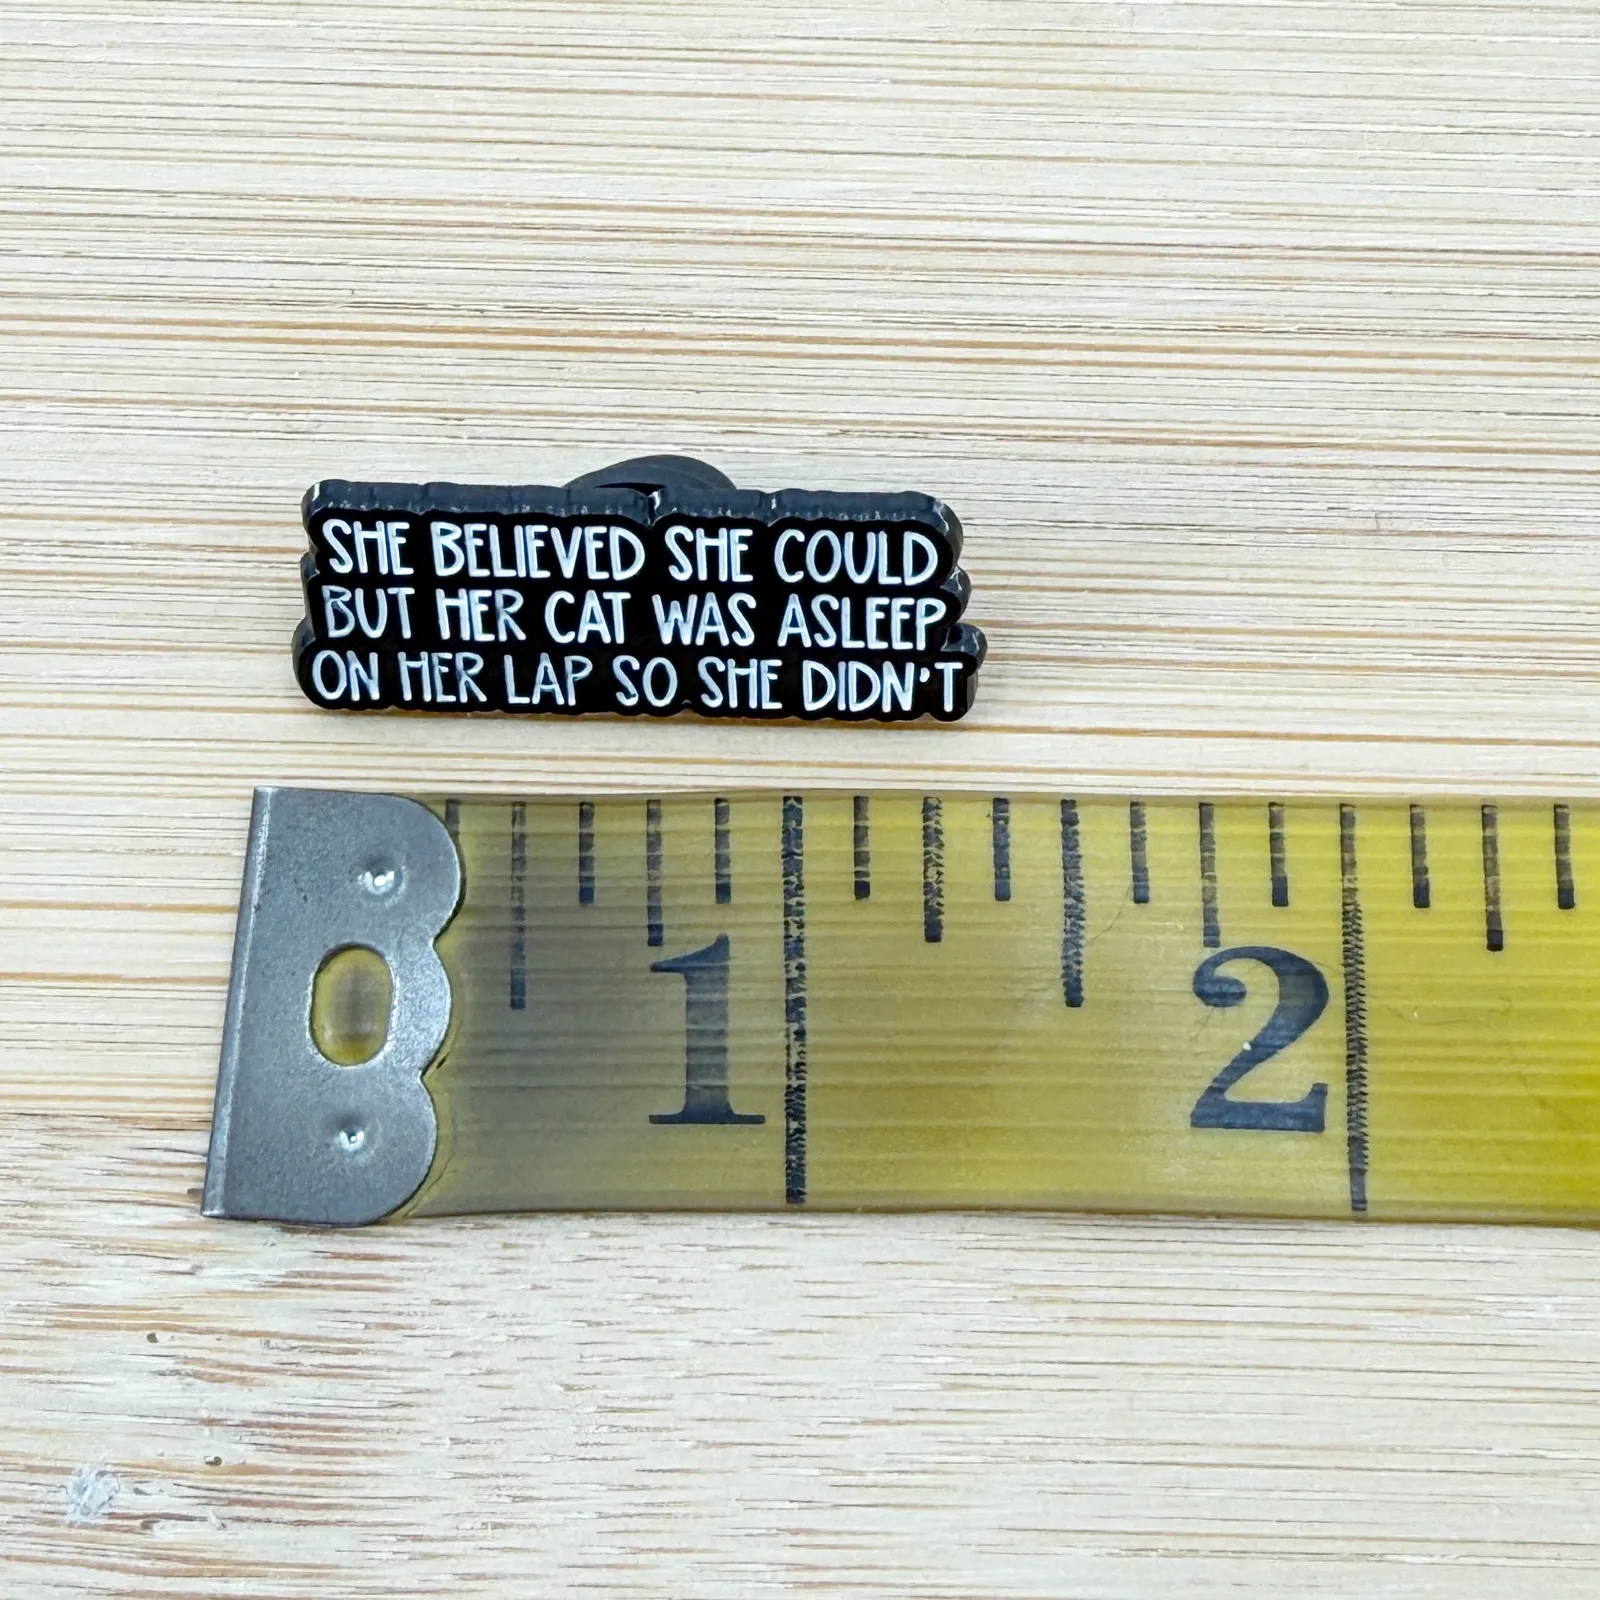 SHE BELIEVED SHE COULD
BUT HER CAT WAS ASLEEP
ON HER LAP SO SHE DIDN'T
1 2